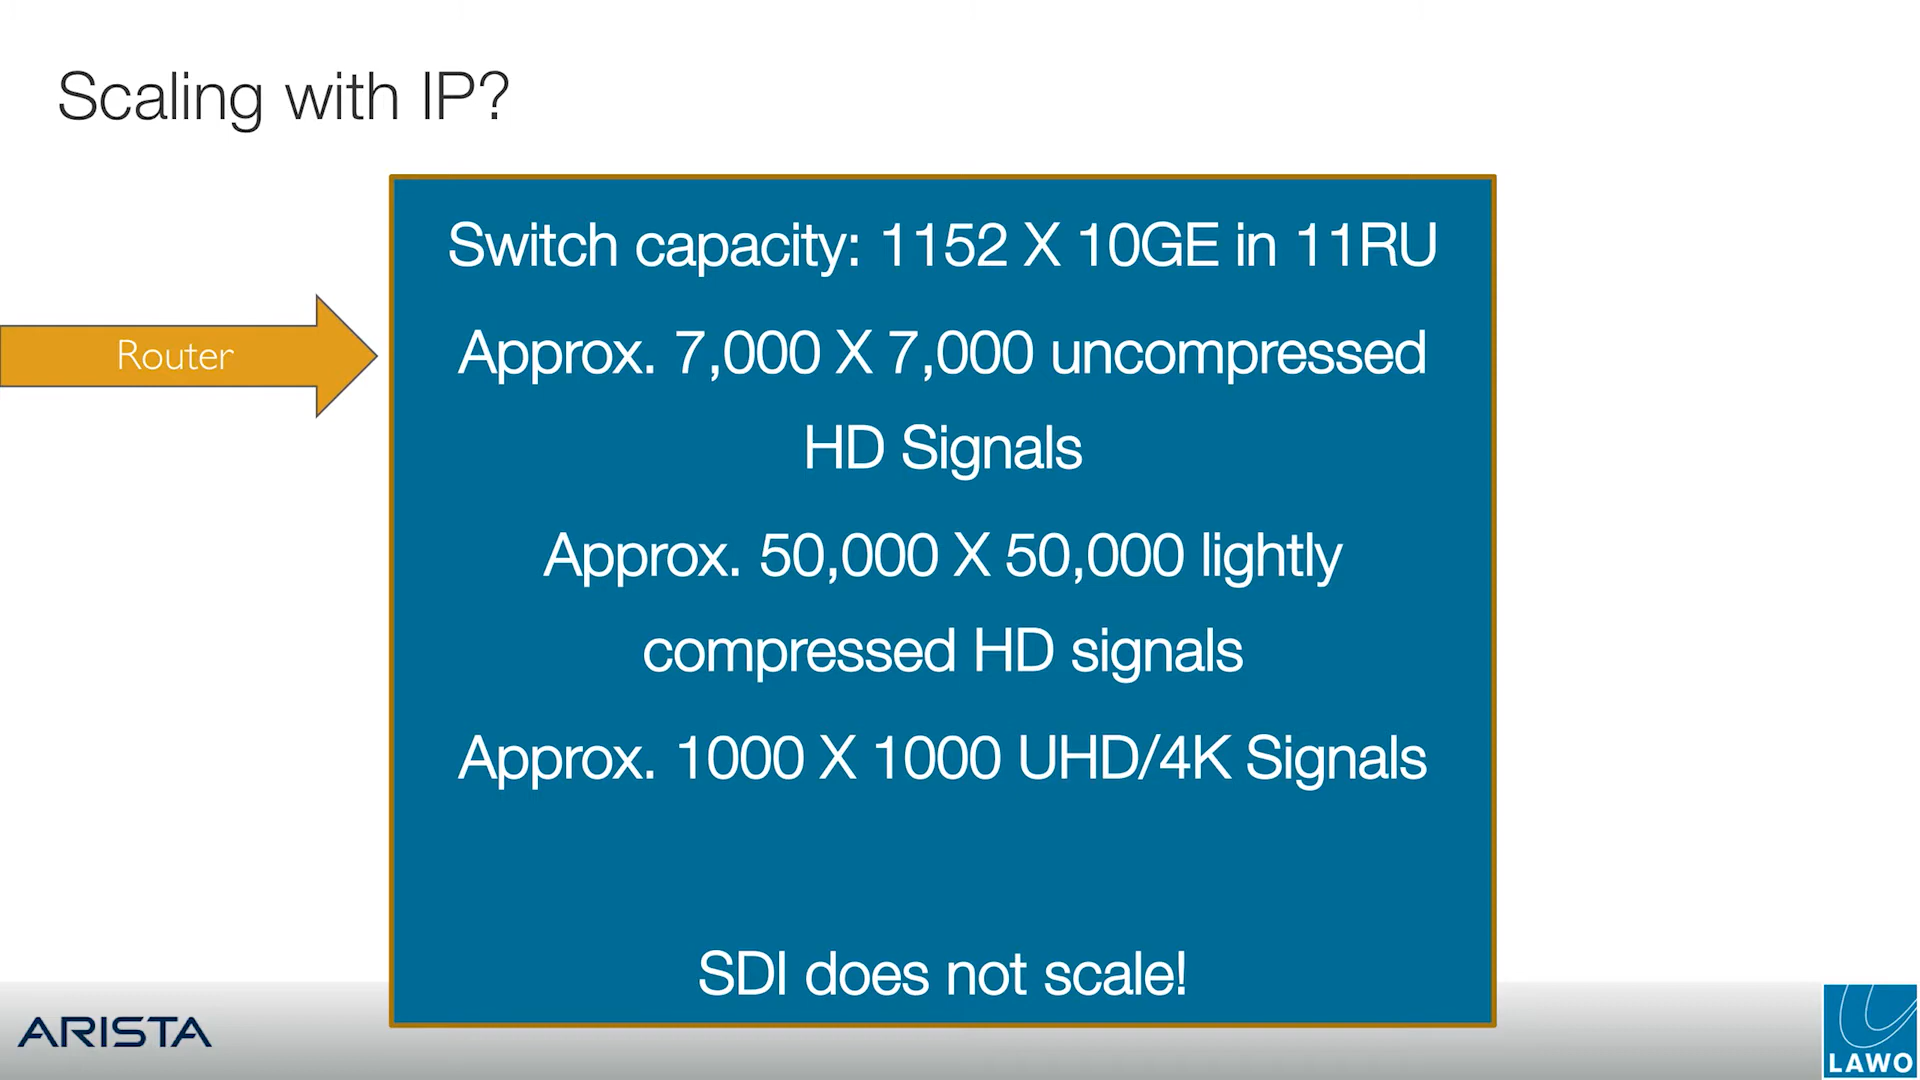 Scaling with IP?
Switch capacity: 1152 X 10GE in 11RU
Router
Approx. 7,000 X 7,000 uncompressed
HD Signals
Approx. 50,000 X 50,000 lightly
compressed HD signals
Approx. 1000 X 1000 UHD/4K Signals
SDI does not scale!
ARISTA
LAWO